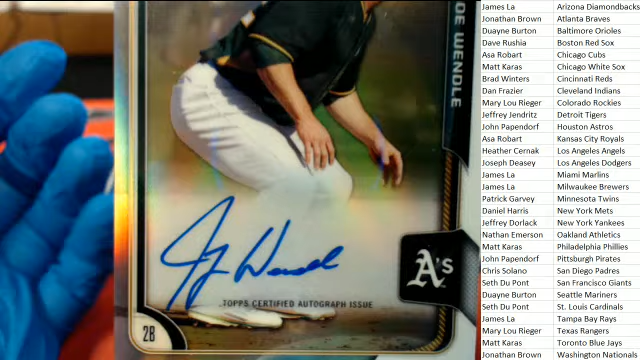 OE WENDLE
Joey Wendle
A's
TOPPS CERTIFIED AUTOGRAPH ISSUE
2B
James La Arizona Diamondbacks
Jonathan Brown Atlanta Braves
Duayne Burton Baltimore Orioles
Dave Rushia Boston Red Sox
Asa Robart Chicago Cubs
Matt Karas Chicago White Sox
Brad Winters Cincinnati Reds
Dan Frazier Cleveland Indians
Mary Lou Rieger Colorado Rockies
Jeffrey Jendritz Detroit Tigers
John Papendorf Houston Astros
Asa Robart Kansas City Royals
Heather Cernak Los Angeles Angels
Joseph Deasey Los Angeles Dodgers
James La Miami Marlins
James La Milwaukee Brewers
Patrick Garvey Minnesota Twins
Daniel Harris New York Mets
Jeffrey Dorlack New York Yankees
Nathan Emerson Oakland Athletics
Matt Karas Philadelphia Phillies
John Papendorf Pittsburgh Pirates
Chris Solano San Diego Padres
Seth Du Pont San Francisco Giants
Duayne Burton Seattle Mariners
Seth Du Pont St. Louis Cardinals
James La Tampa Bay Rays
Mary Lou Rieger Texas Rangers
Matt Karas Toronto Blue Jays
Jonathan Brown Washington Nationals